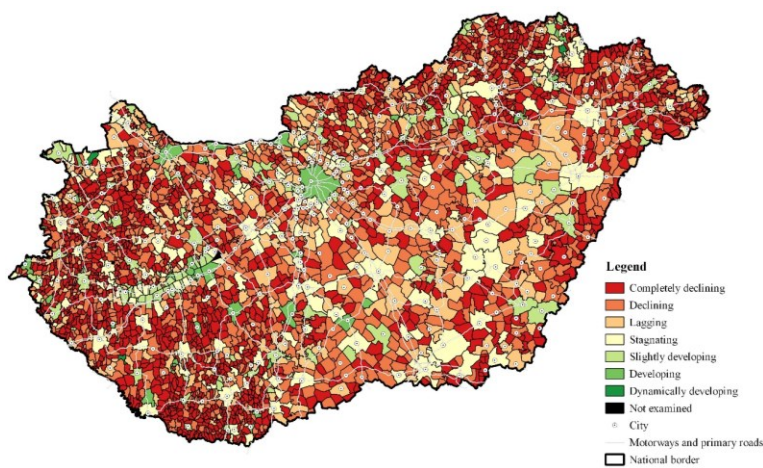 Legend
Completely declining
Declining
Lagging
Stagnating
Slightly developing
Developing
Dynamically developing
Not examined
City
Motorways and primary roads
National border